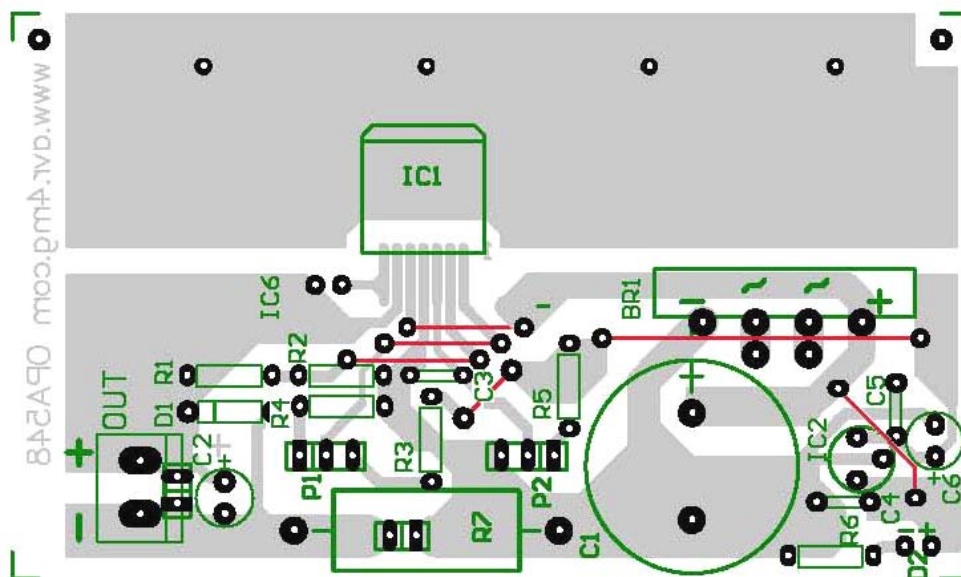 www.avr.4mg.com OPA548
IC1
1
IC6
-
BR1
- ~ ~ +
R1
R2
C3
R5
+
D1
R4
OUT
C2
+
+
-
P1
R3
P2
R7
C1
IC2
C5
C4
C6
+
R6
- +
D2